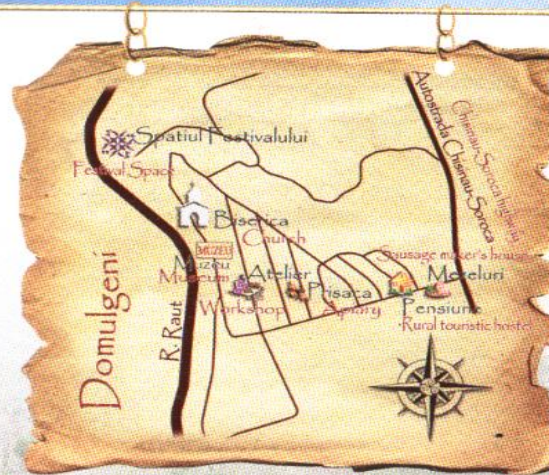 Spatiul Festivalului
Festival Space
Biserica
Church
MUZEU
Muzeu
Museum
Atelier
Workshop
Prisaca
Apiary
Sausage maker's house
Mezeluri
Pensiune
Rural touristic hostel
Autostrada Chisinau-Soroca
Chisinau-Soroca highway
Domulgeni
R. Raut